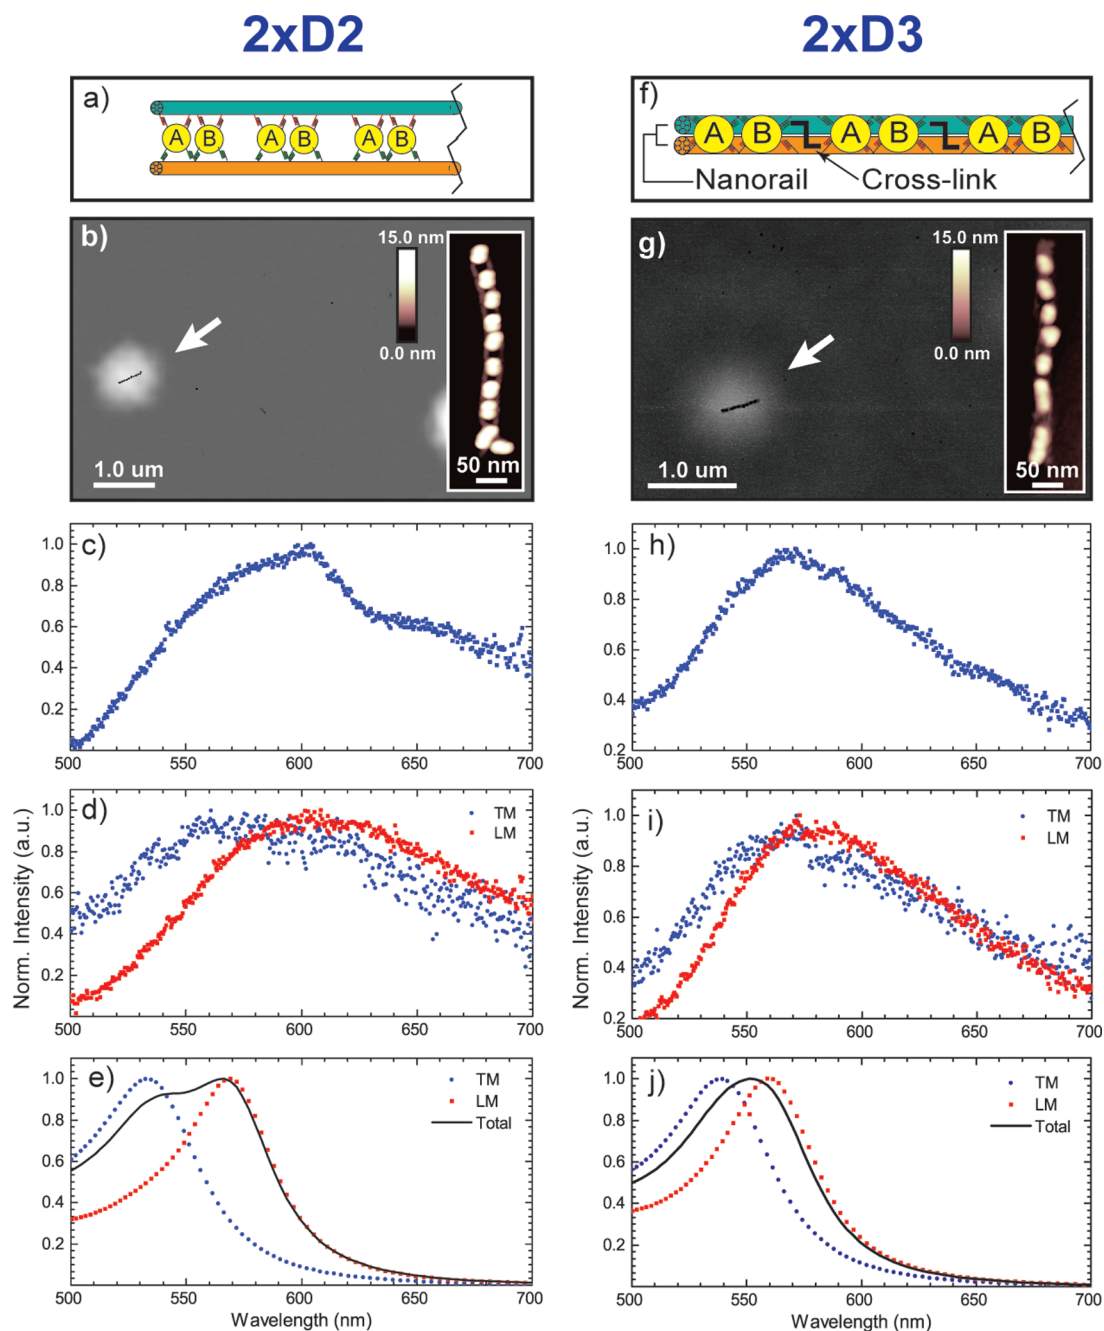 2xD2 2xD3
a)
A B A B A B
f)
A B A B A B
Nanorail Cross-link
b)
15.0 nm
0.0 nm
1.0 um
50 nm
g)
15.0 nm
0.0 nm
1.0 um
50 nm
c)
1.0
0.8
0.6
0.4
0.2
500 550 600 650 700
h)
1.0
0.8
0.6
0.4
0.2
500 550 600 650 700
d)
TM
LM
Norm. Intensity (a.u.)
1.0
0.8
0.6
0.4
0.2
500 550 600 650 700
i)
TM
LM
Norm. Intensity (a.u.)
1.0
0.8
0.6
0.4
0.2
500 550 600 650 700
e)
TM
LM
Total
1.0
0.8
0.6
0.4
0.2
500 550 600 650 700
Wavelength (nm)
j)
TM
LM
Total
1.0
0.8
0.6
0.4
0.2
500 550 600 650 700
Wavelength (nm)